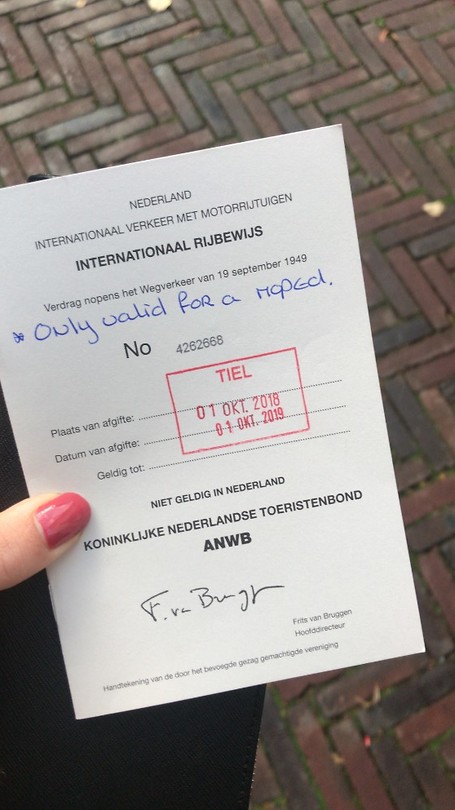 NEDERLAND
INTERNATIONAAL VERKEER MET MOTORRIJTUIGEN
INTERNATIONAAL RIJBEWIJS
Verdrag nopens het Wegverkeer van 19 september 1949
* Only valid for a moped.
No 4262668
TIEL
Plaats van afgifte:
01 OKT. 2018
Datum van afgifte:
01 OKT. 2019
Geldig tot:
NIET GELDIG IN NEDERLAND
KONINKLIJKE NEDERLANDSE TOERISTENBOND
ANWB
F. van Bruggen
Frits van Bruggen
Hoofddirecteur
Handtekening van de door het bevoegde gezag gemachtigde vereniging